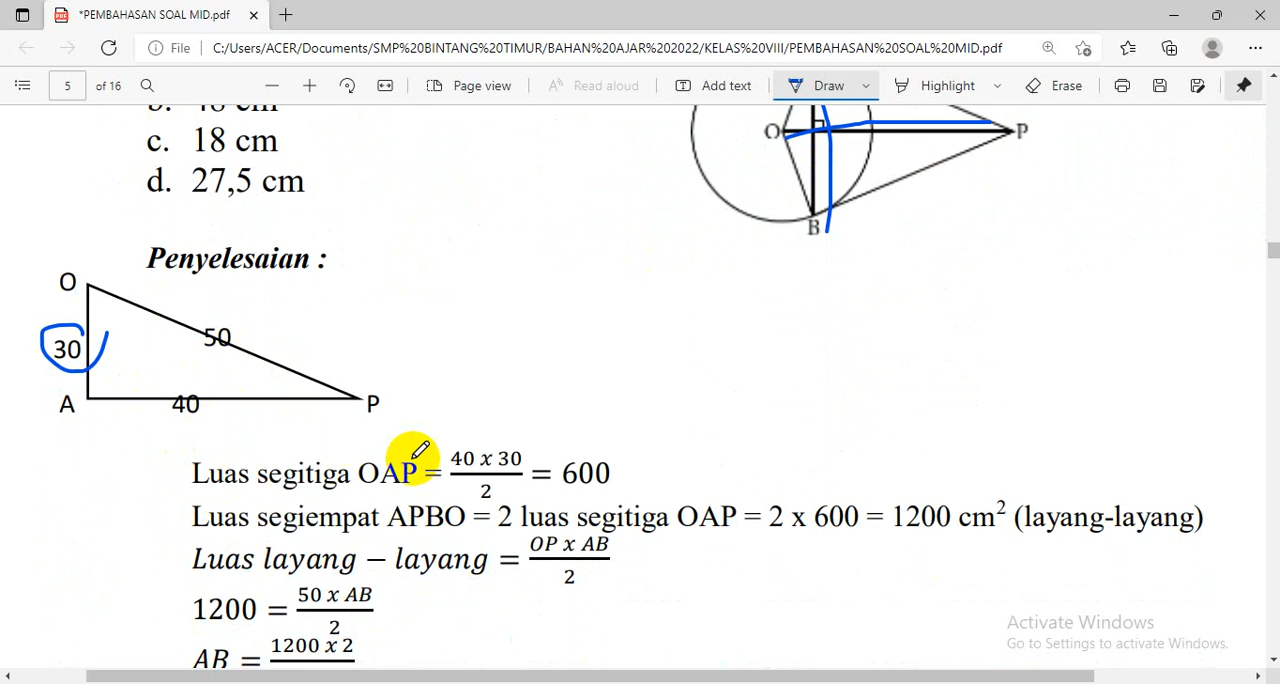 *PEMBAHASAN SOAL MID.pdf
File C:/Users/ACER/Documents/SMP%20BINTANG%20TIMUR/BAHAN%20AJAR%202022/KELAS%20VIII/PEMBAHASAN%20SOAL%20MID.pdf
5 of 16 Page view Read aloud Add text Draw Highlight Erase
c. 18 cm
d. 27,5 cm
O P
B
Penyelesaian :
O
50
30
A 40 P
Luas segitiga OAP = 40 x 30 / 2 = 600
Luas segiempat APBO = 2 luas segitiga OAP = 2 x 600 = 1200 cm² (layang-layang)
Luas layang – layang = OP x AB / 2
1200 = 50 x AB / 2
AB = 1200 x 2
Activate Windows
Go to Settings to activate Windows.